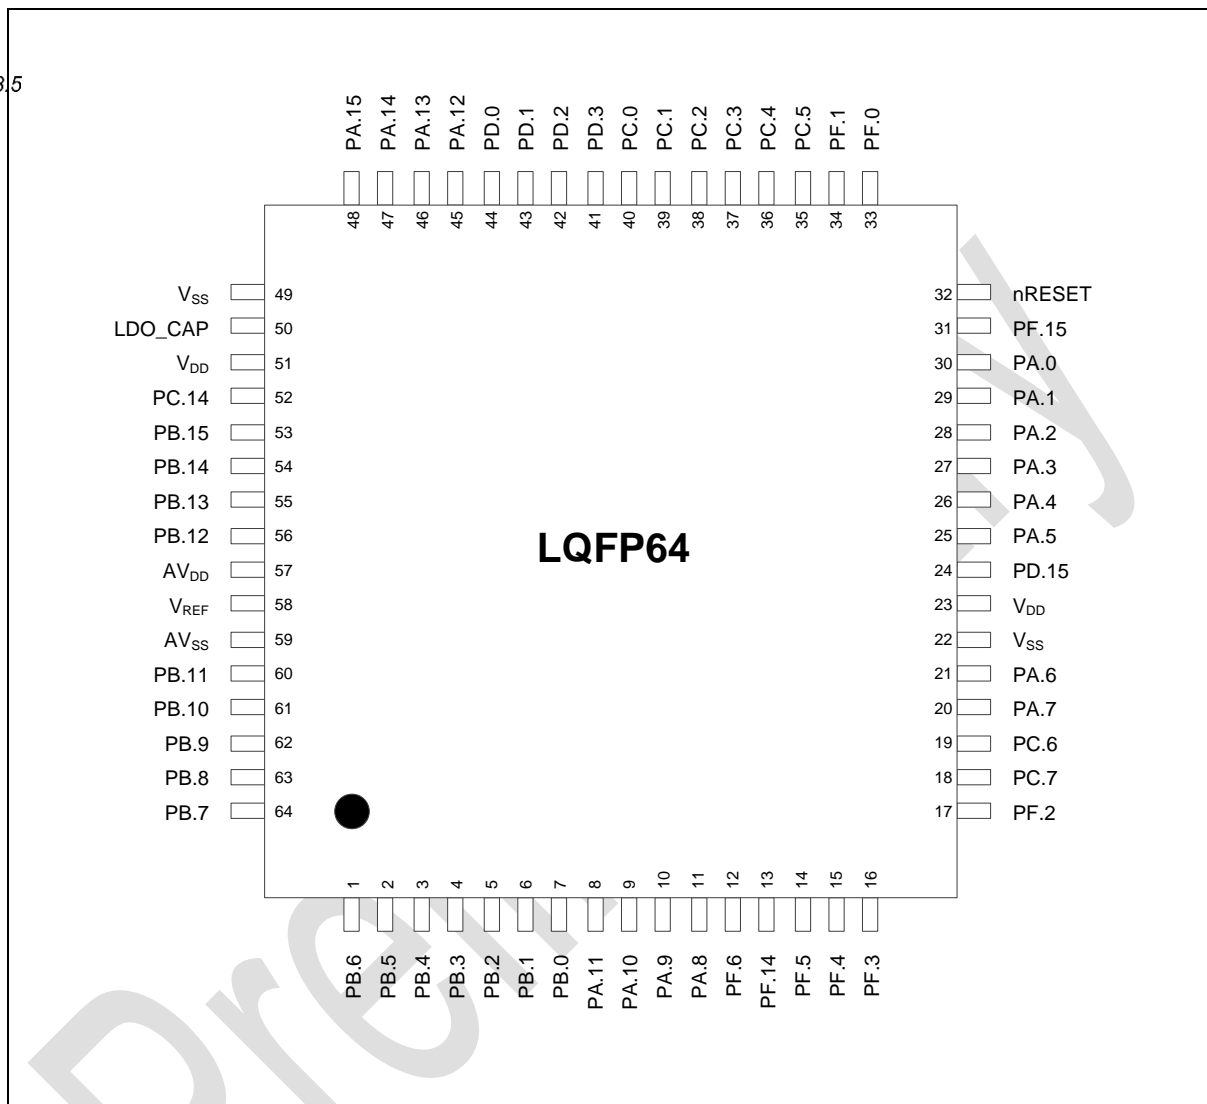 3.5
PA.15 PA.14 PA.13 PA.12 PD.0 PD.1 PD.2 PD.3 PC.0 PC.1 PC.2 PC.3 PC.4 PC.5 PF.1 PF.0
48 47 46 45 44 43 42 41 40 39 38 37 36 35 34 33
VSS 49 32 nRESET
LDO_CAP 50 31 PF.15
VDD 51 30 PA.0
PC.14 52 29 PA.1
PB.15 53 28 PA.2
PB.14 54 27 PA.3
PB.13 55 26 PA.4
PB.12 56 25 PA.5
LQFP64
AVDD 57 24 PD.15
VREF 58 23 VDD
AVSS 59 22 VSS
PB.11 60 21 PA.6
PB.10 61 20 PA.7
PB.9 62 19 PC.6
PB.8 63 18 PC.7
PB.7 64 17 PF.2
1 2 3 4 5 6 7 8 9 10 11 12 13 14 15 16
PB.6 PB.5 PB.4 PB.3 PB.2 PB.1 PB.0 PA.11 PA.10 PA.9 PA.8 PF.6 PF.14 PF.5 PF.4 PF.3